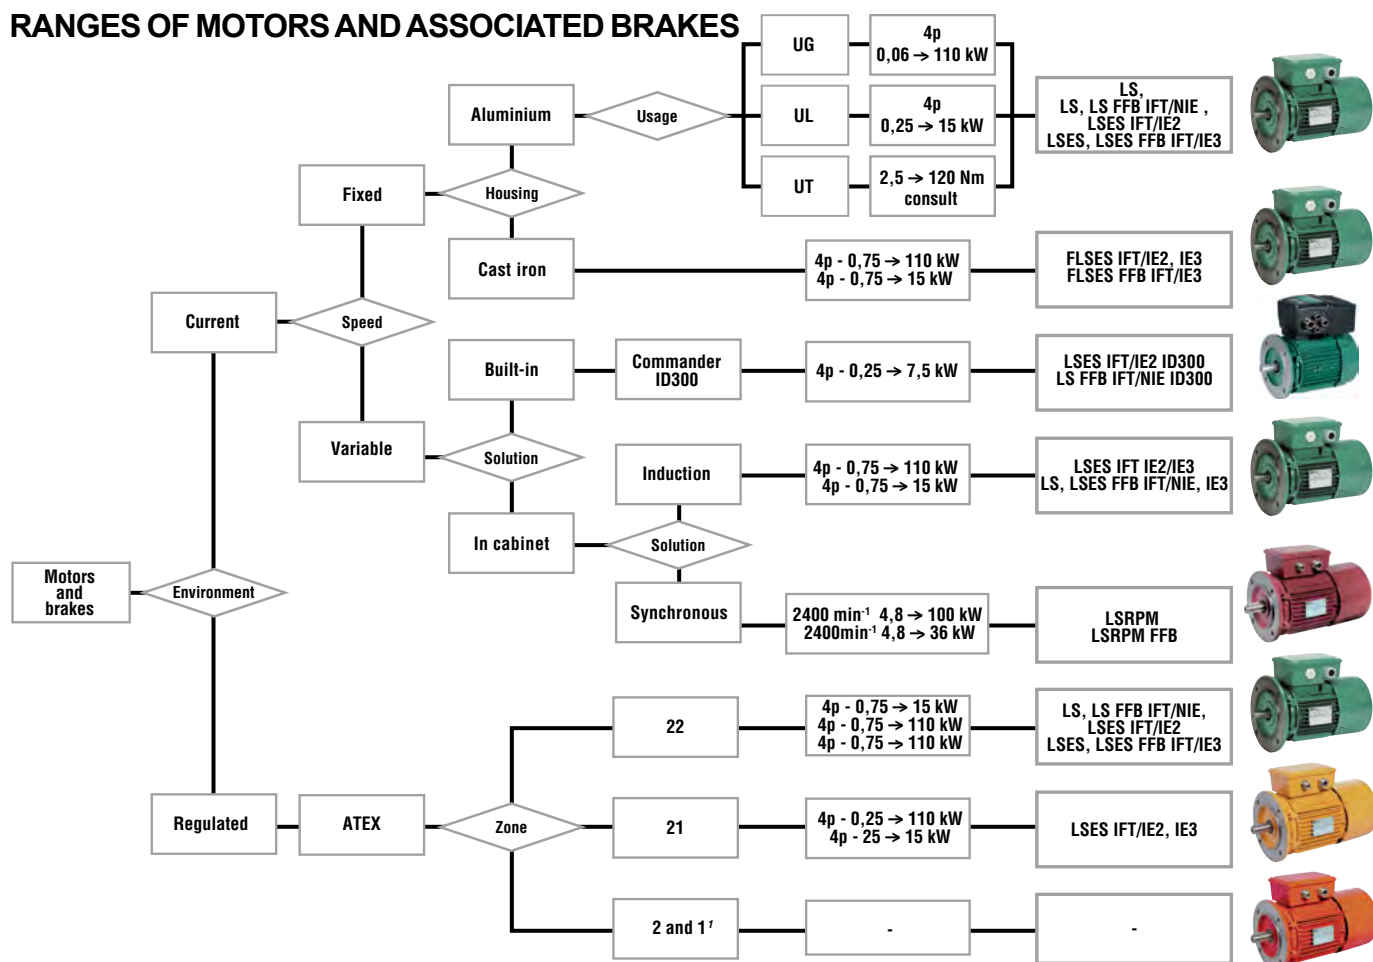 RANGES OF MOTORS AND ASSOCIATED BRAKES
UG
4p
0,06 → 110 kW
Aluminium
Usage
UL
4p
0,25 → 15 kW
LS,
LS, LS FFB IFT/NIE ,
LSES IFT/IE2
LSES, LSES FFB IFT/IE3
UT
2,5 → 120 Nm
consult
Fixed
Housing
Cast iron
4p - 0,75 → 110 kW
4p - 0,75 → 15 kW
FLSES IFT/IE2, IE3
FLSES FFB IFT/IE3
Current
Speed
Built-in
Commander
ID300
4p - 0,25 → 7,5 kW
LSES IFT/IE2 ID300
LS FFB IFT/NIE ID300
Variable
Solution
Induction
4p - 0,75 → 110 kW
4p - 0,75 → 15 kW
LSES IFT IE2/IE3
LS, LSES FFB IFT/NIE, IE3
In cabinet
Solution
Motors
and
brakes
Environment
Synchronous
2400 min-1 4,8 → 100 kW
2400min-1 4,8 → 36 kW
LSRPM
LSRPM FFB
22
4p - 0,75 → 15 kW
4p - 0,75 → 110 kW
4p - 0,75 → 110 kW
LS, LS FFB IFT/NIE,
LSES IFT/IE2
LSES, LSES FFB IFT/IE3
Regulated
ATEX
Zone
21
4p - 0,25 → 110 kW
4p - 25 → 15 kW
LSES IFT/IE2, IE3
2 and 1¹
-
-